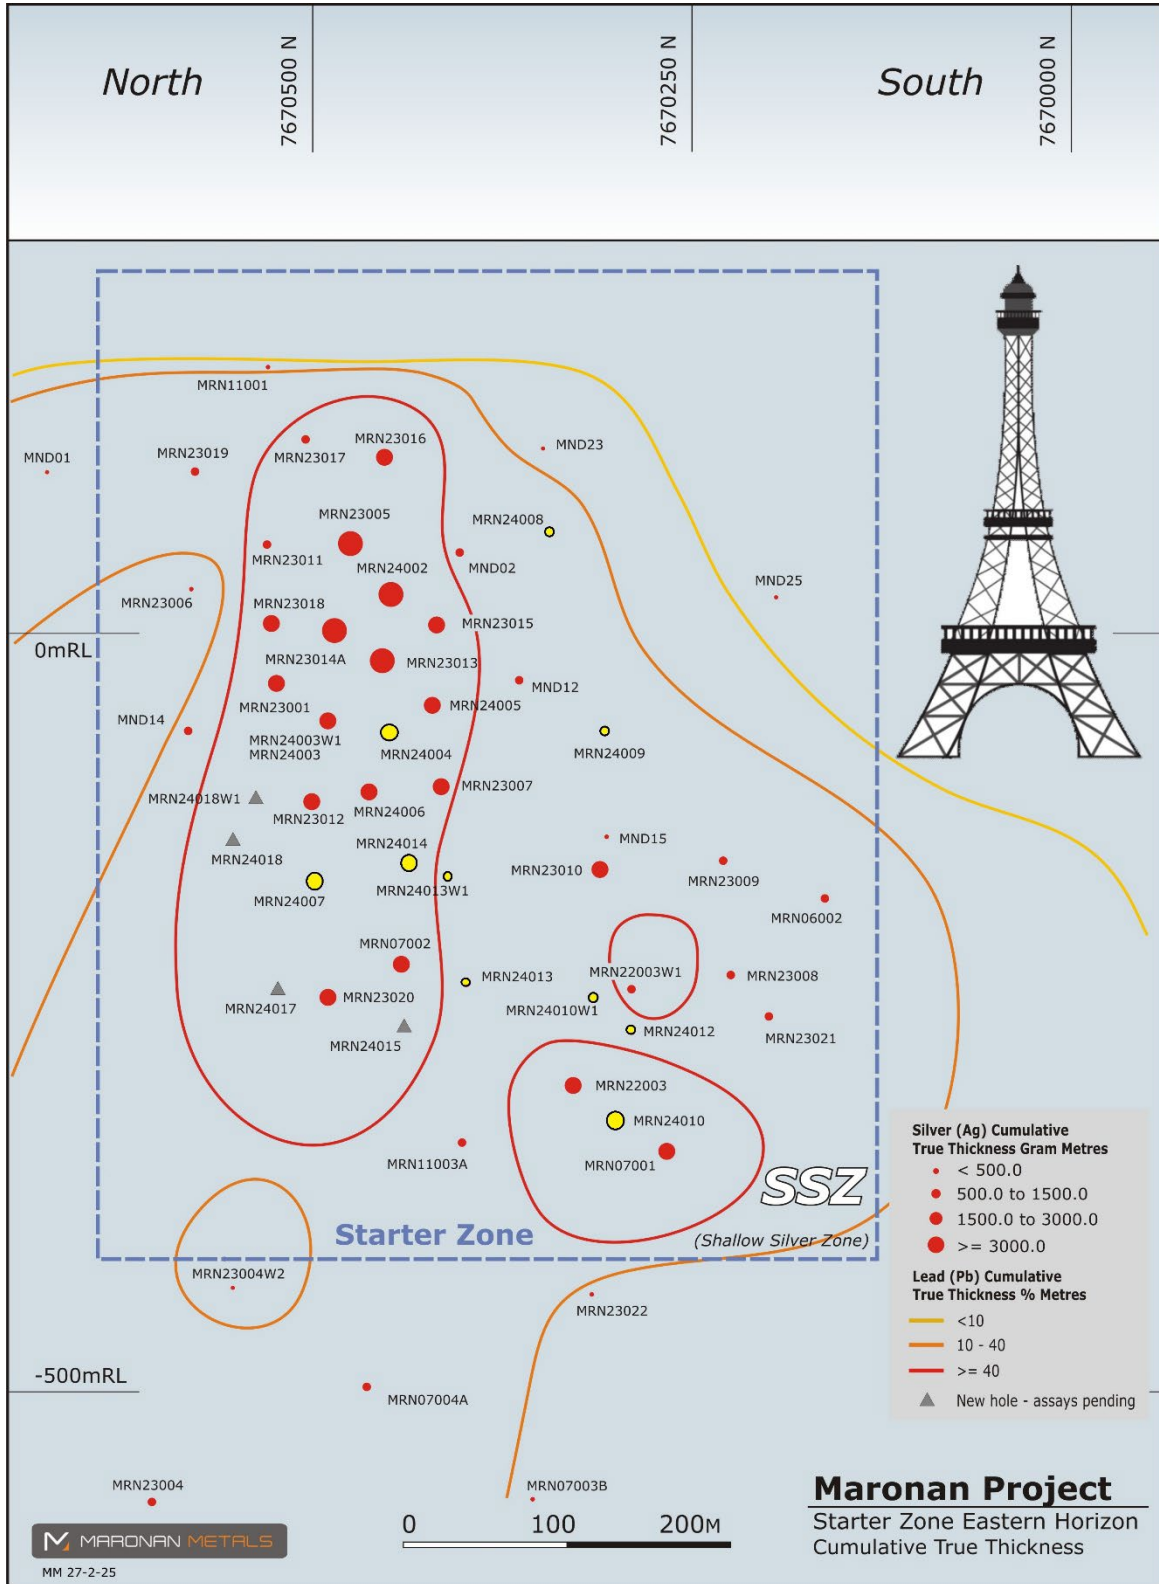 North
7670500 N
7670250 N
South
7670000 N
MRN11001
MND01
MRN23019
MRN23017
MRN23016
MND23
MRN23005
MRN24008
MRN23011
MRN24002
MND02
MRN23006
MRN23018
MND25
MRN23015
0mRL
MRN23014A
MRN23013
MND12
MRN23001
MRN24005
MND14
MRN24003W1
MRN24003
MRN24004
MRN24009
MRN24018W1
MRN23012
MRN24006
MRN23007
MRN24018
MRN24014
MND15
MRN23010
MRN23009
MRN24007
MRN24013W1
MRN06002
MRN07002
MRN24013
MRN22003W1
MRN23008
MRN24017
MRN23020
MRN24010W1
MRN24015
MRN24012
MRN23021
MRN22003
MRN24010
MRN11003A
MRN07001
SSZ
(Shallow Silver Zone)
Starter Zone
MRN23004W2
MRN23022
-500mRL
MRN07004A
MRN23004
MRN07003B
Silver (Ag) Cumulative
True Thickness Gram Metres
< 500.0
500.0 to 1500.0
1500.0 to 3000.0
>= 3000.0
Lead (Pb) Cumulative
True Thickness % Metres
<10
10 - 40
>= 40
New hole - assays pending
Maronan Project
Starter Zone Eastern Horizon
Cumulative True Thickness
0 100 200M
MARONAN METALS
MM 27-2-25